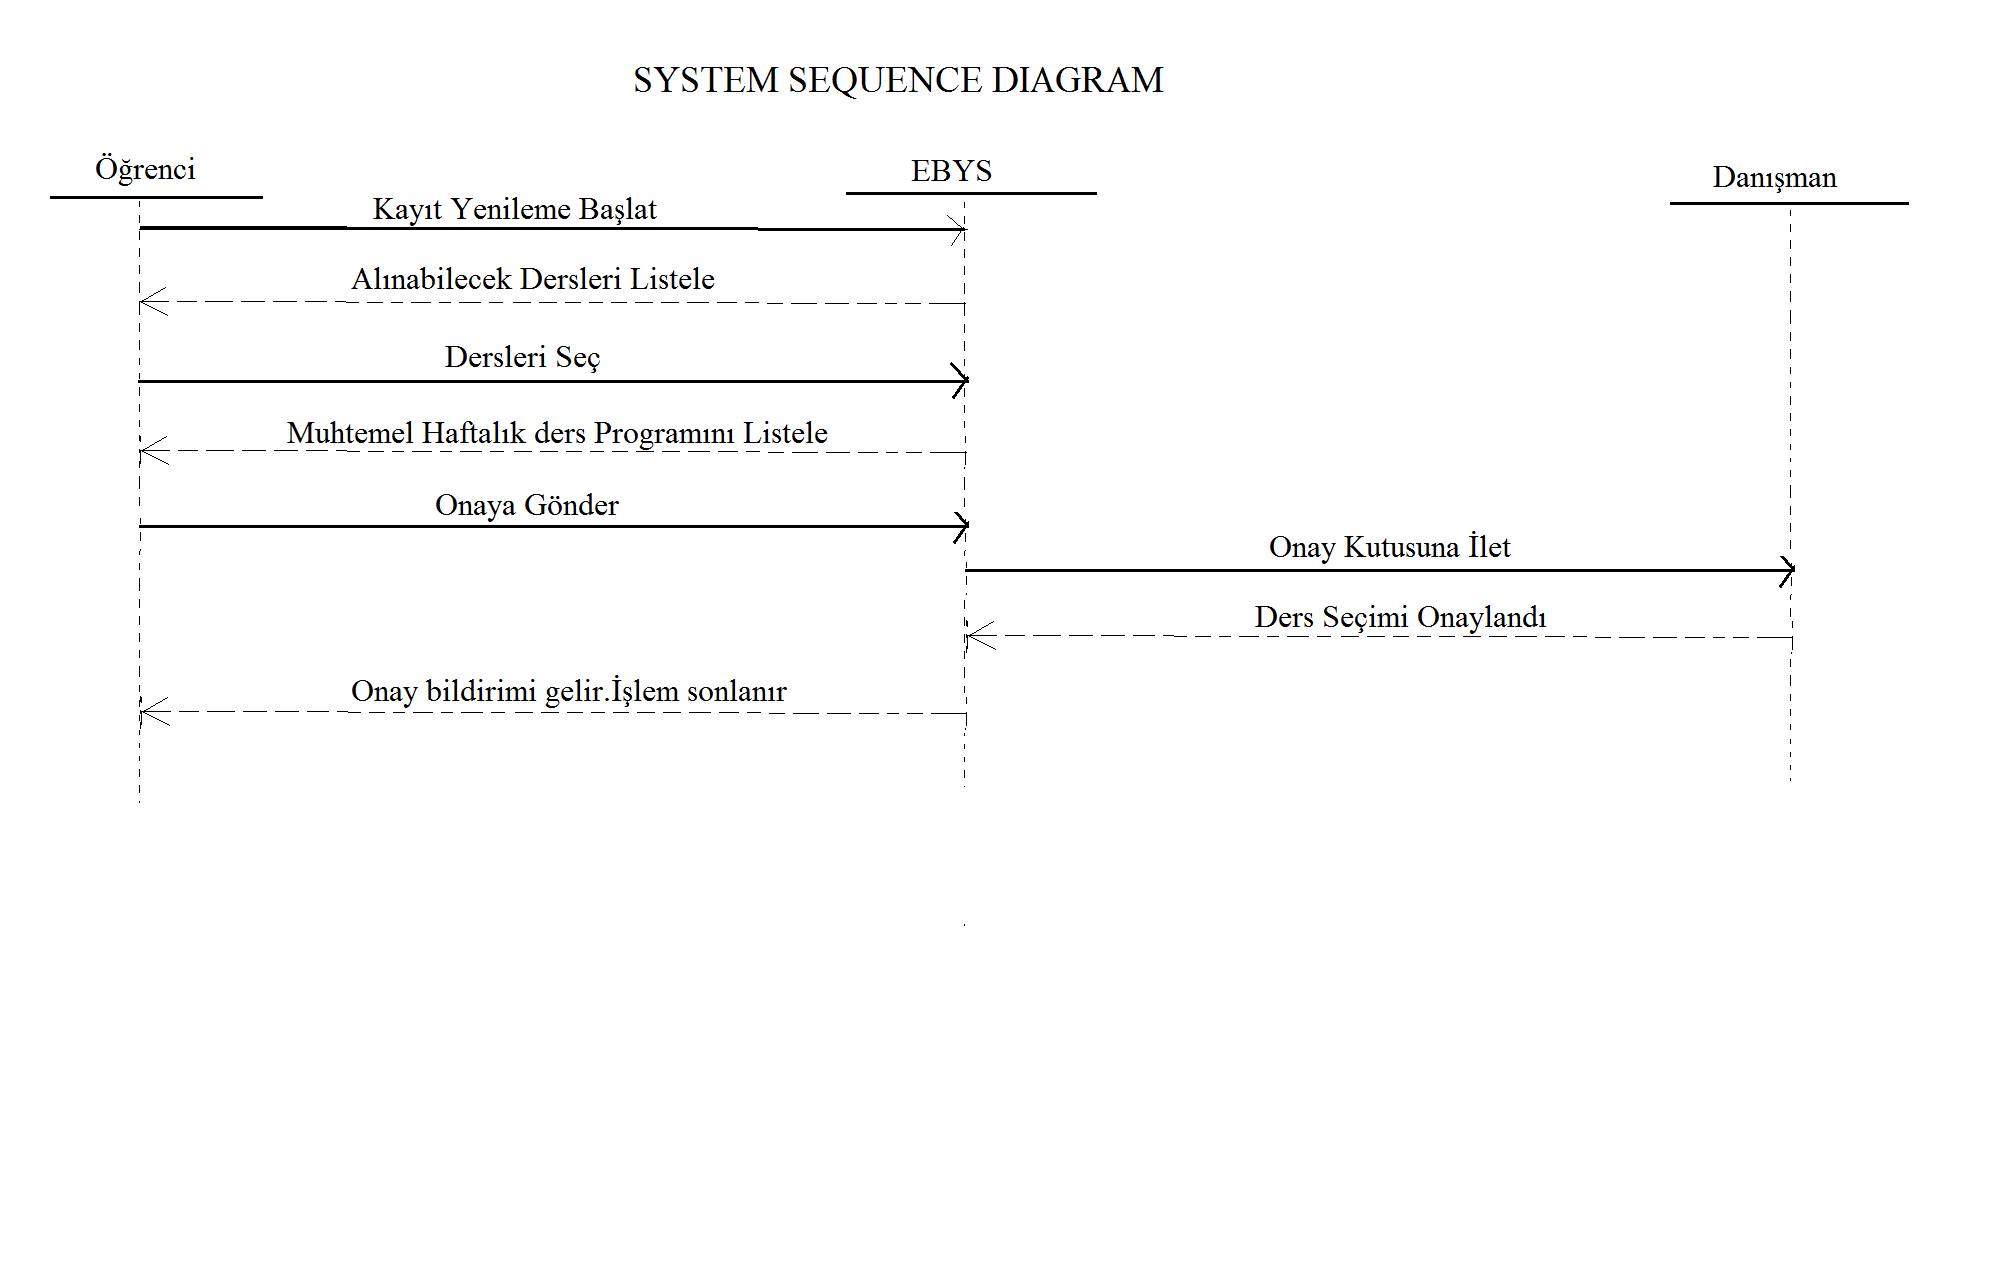 SYSTEM SEQUENCE DIAGRAM
Öğrenci
EBYS
Danışman
Kayıt Yenileme Başlat
Alınabilecek Dersleri Listele
Dersleri Seç
Muhtemel Haftalık ders Programını Listele
Onaya Gönder
Onay Kutusuna İlet
Ders Seçimi Onaylandı
Onay bildirimi gelir.İşlem sonlanır